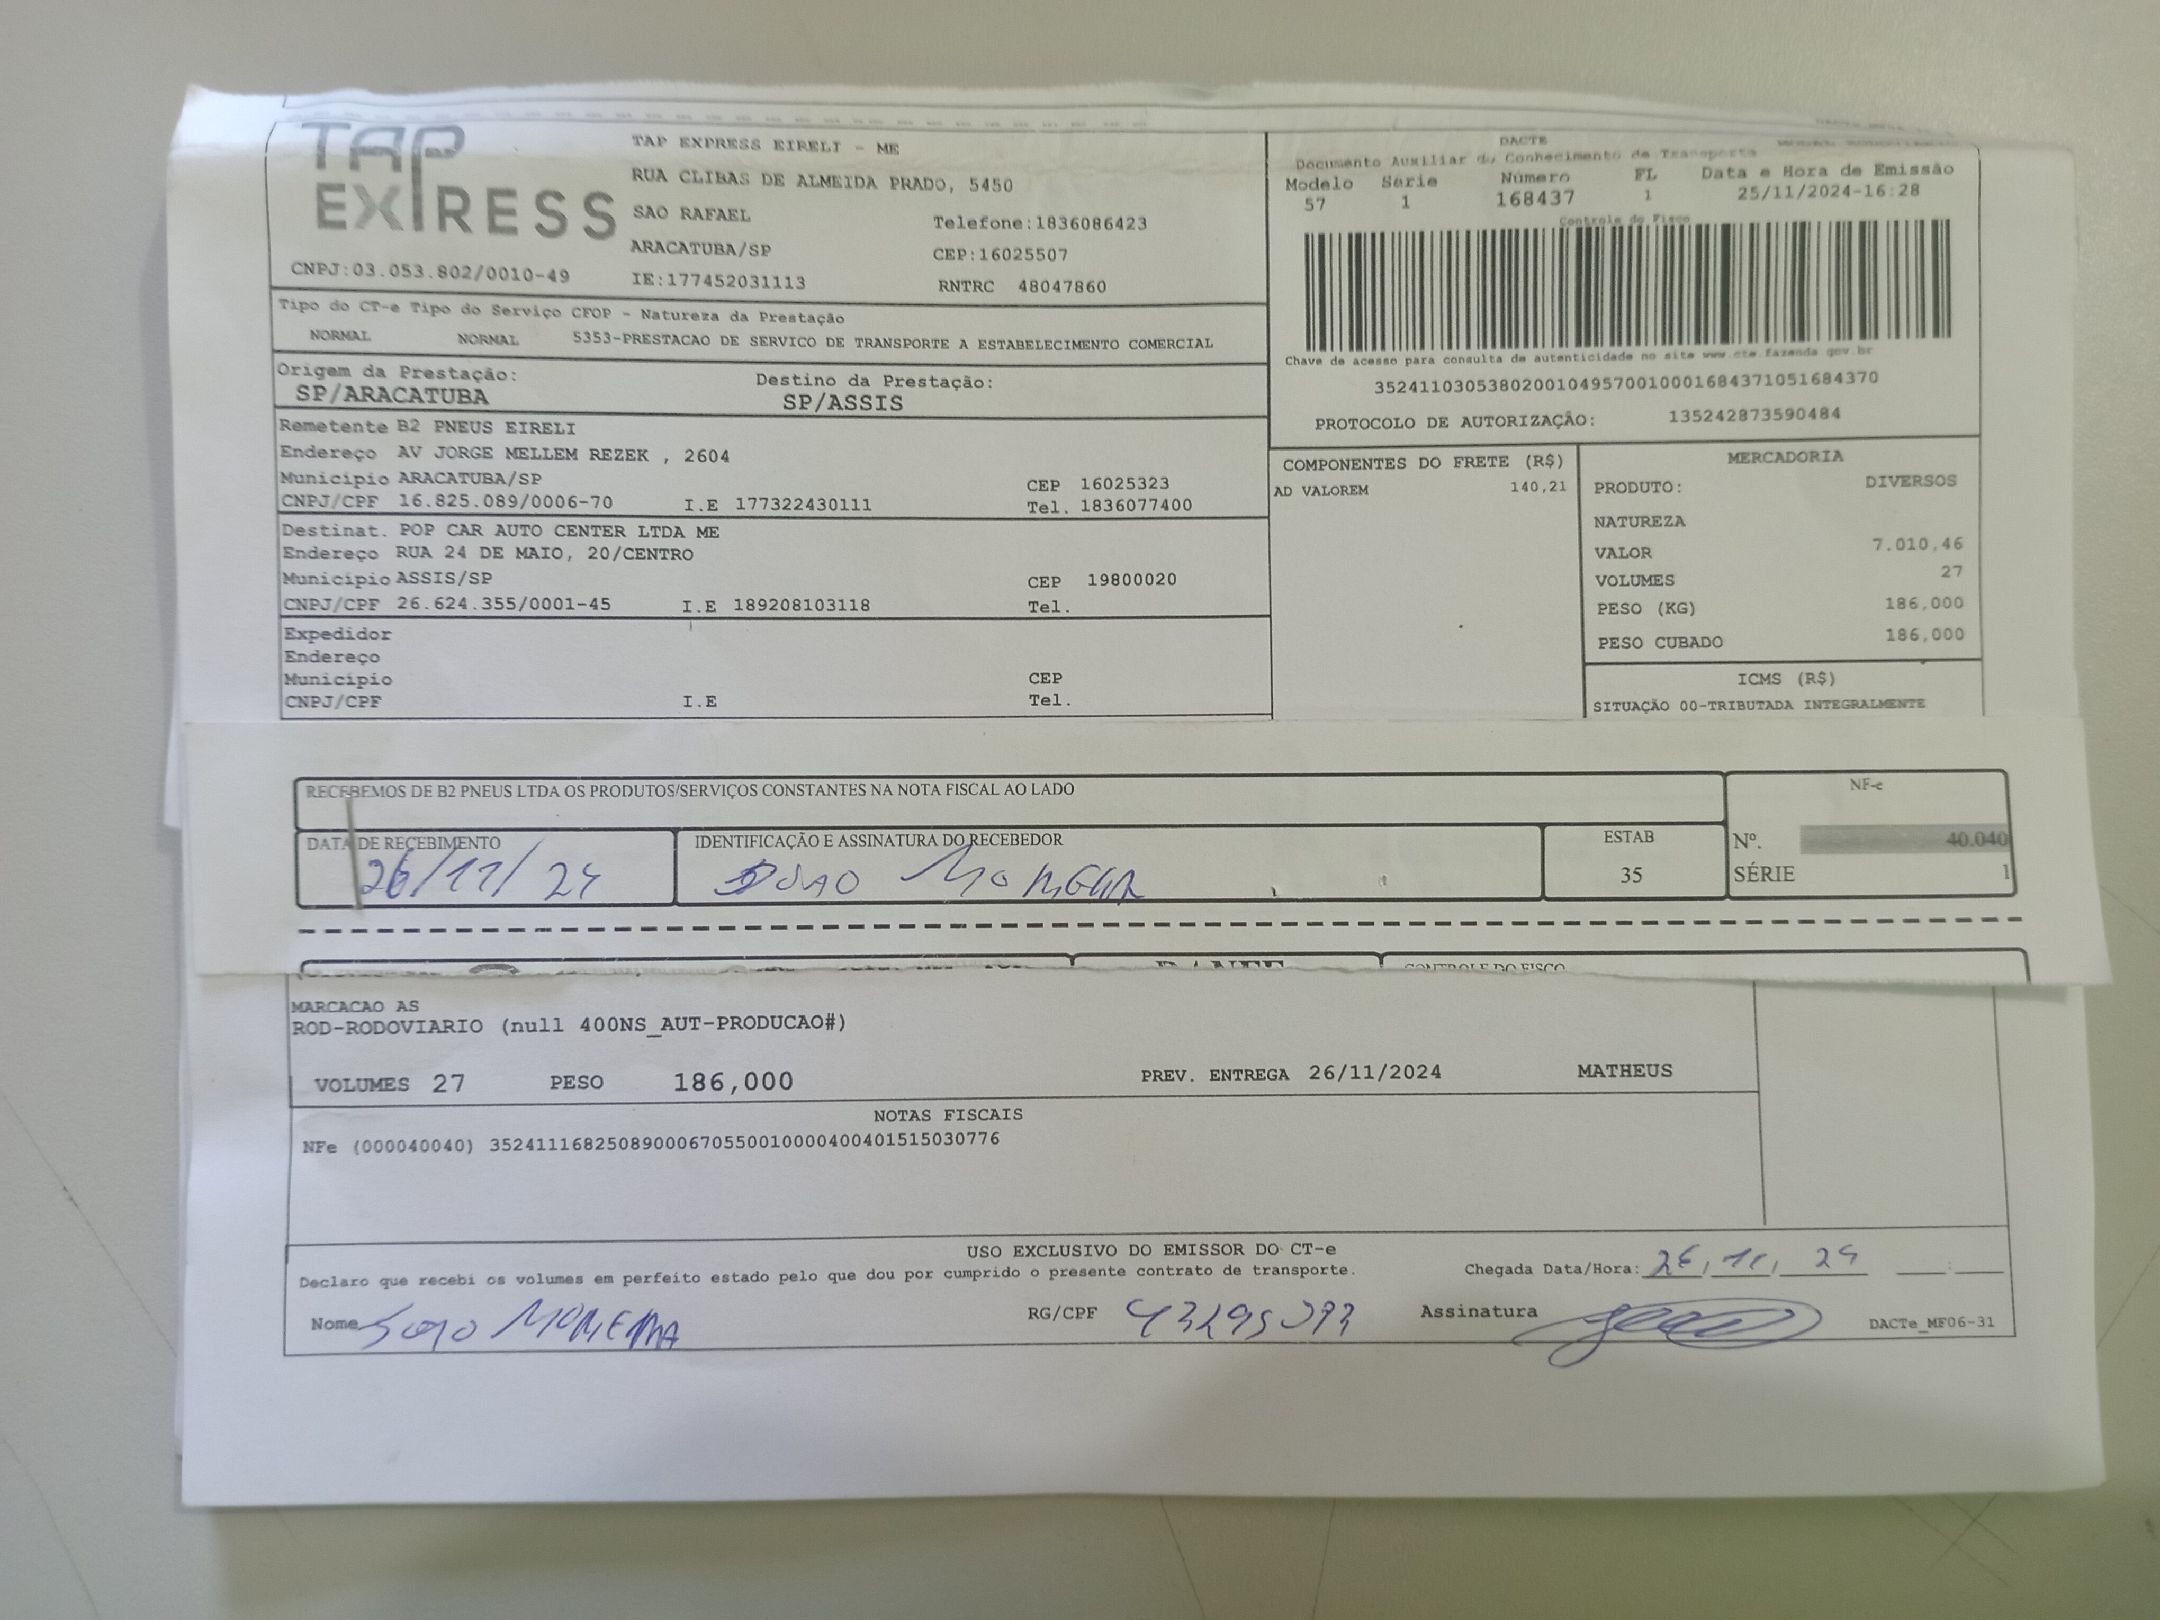 TAP EXPRESS
TAP EXPRESS EIRELI - ME
RUA CLIBAS DE ALMEIDA PRADO, 5450
SAO RAFAEL
Telefone:1836086423
ARACATUBA/SP
CEP:16025507
CNPJ:03.053.802/0010-49
IE:177452031113
RNTRC 48047860
DACTE
Documento Auxiliar do Conhecimento de Transporte
Modelo Serie Número FL Data e Hora de Emissão
57 1 168437 1 25/11/2024-16:28
Controle do Fisco
Chave de acesso para consulta de autenticidade no site www.cte.fazenda.gov.br
35241103053802001049570010001684371051684370
PROTOCOLO DE AUTORIZAÇÃO: 135242873590484
Tipo do CT-e Tipo do Serviço CFOP - Natureza da Prestação
NORMAL NORMAL 5353-PRESTACAO DE SERVICO DE TRANSPORTE A ESTABELECIMENTO COMERCIAL
Origem da Prestação: Destino da Prestação:
SP/ARACATUBA SP/ASSIS
Remetente B2 PNEUS EIRELI
Endereço AV JORGE MELLEM REZEK , 2604
Município ARACATUBA/SP CEP 16025323
CNPJ/CPF 16.825.089/0006-70 I.E 177322430111 Tel. 1836077400
Destinat. POP CAR AUTO CENTER LTDA ME
Endereço RUA 24 DE MAIO, 20/CENTRO
Município ASSIS/SP CEP 19800020
CNPJ/CPF 26.624.355/0001-45 I.E 189208103118 Tel.
Expedidor
Endereço
Município CEP
CNPJ/CPF I.E Tel.
COMPONENTES DO FRETE (R$)
AD VALOREM 140,21
MERCADORIA
PRODUTO: DIVERSOS
NATUREZA
VALOR 7.010,46
VOLUMES 27
PESO (KG) 186,000
PESO CUBADO 186,000
ICMS (R$)
SITUAÇÃO 00-TRIBUTADA INTEGRALMENTE
RECEBEMOS DE B2 PNEUS LTDA OS PRODUTOS/SERVIÇOS CONSTANTES NA NOTA FISCAL AO LADO
NF-e
DATA DE RECEBIMENTO IDENTIFICAÇÃO E ASSINATURA DO RECEBEDOR ESTAB Nº. 40.040
26/11/24 35 SÉRIE 1
CONTROLE DO FISCO
MARCACAO AS
ROD-RODOVIARIO (null 400NS_AUT-PRODUCAO#)
VOLUMES 27 PESO 186,000 PREV. ENTREGA 26/11/2024 MATHEUS
NOTAS FISCAIS
NFe (000040040) 35241116825089000670550010000400401515030776
USO EXCLUSIVO DO EMISSOR DO CT-e
Declaro que recebi os volumes em perfeito estado pelo que dou por cumprido o presente contrato de transporte. Chegada Data/Hora: 26, 11, 24 :
Nome RG/CPF Assinatura
DACTe_MF06-31